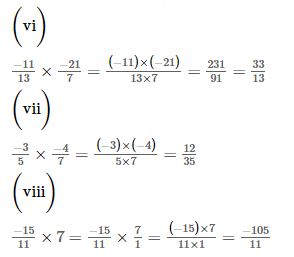 (vi)
−11/13 × −21/7 = (−11)×(−21)/13×7 = 231/91 = 33/13
(vii)
−3/5 × −4/7 = (−3)×(−4)/5×7 = 12/35
(viii)
−15/11 × 7 = −15/11 × 7/1 = (−15)×7/11×1 = −105/11